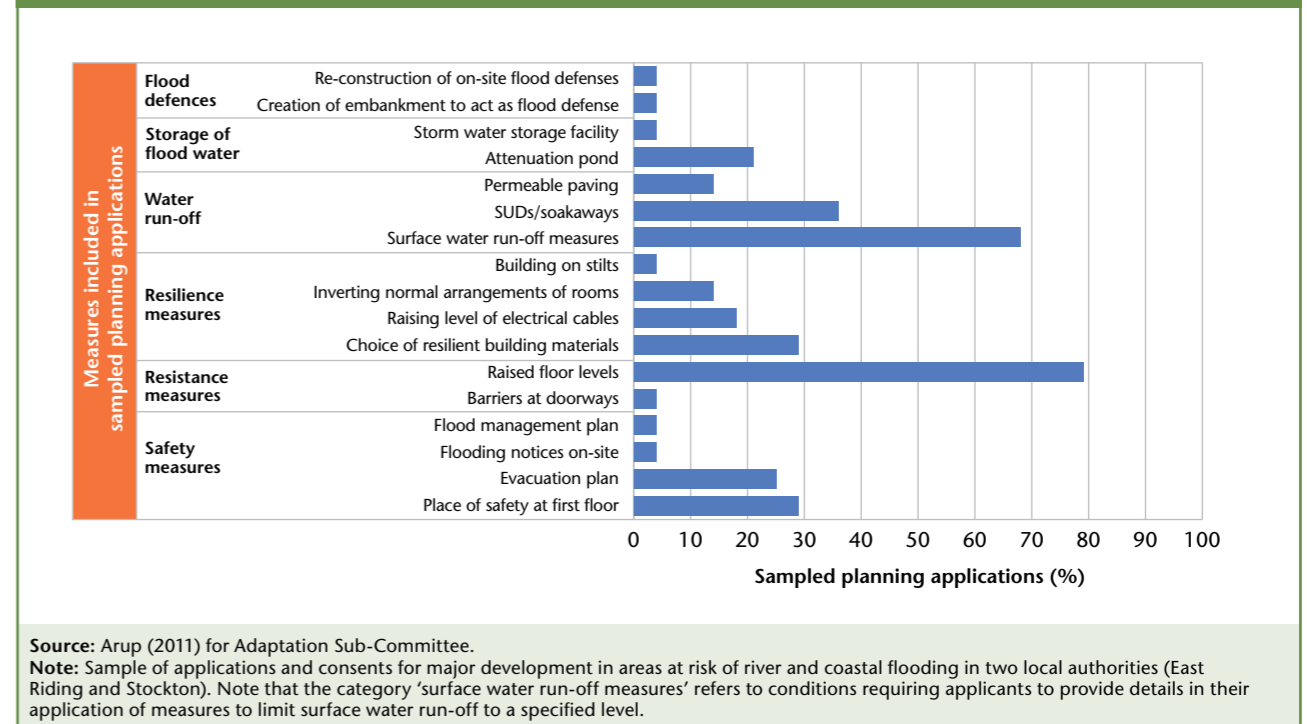 Measures included in
sampled planning applications
Flood
defences
Re-construction of on-site flood defenses
Creation of embankment to act as flood defense
Storage of
flood water
Storm water storage facility
Attenuation pond
Water
run-off
Permeable paving
SUDs/soakaways
Surface water run-off measures
Resilience
measures
Building on stilts
Inverting normal arrangements of rooms
Raising level of electrical cables
Choice of resilient building materials
Resistance
measures
Raised floor levels
Barriers at doorways
Safety
measures
Flood management plan
Flooding notices on-site
Evacuation plan
Place of safety at first floor
0 10 20 30 40 50 60 70 80 90 100
Sampled planning applications (%)
Source: Arup (2011) for Adaptation Sub-Committee.
Note: Sample of applications and consents for major development in areas at risk of river and coastal flooding in two local authorities (East
Riding and Stockton). Note that the category ‘surface water run-off measures’ refers to conditions requiring applicants to provide details in their
application of measures to limit surface water run-off to a specified level.